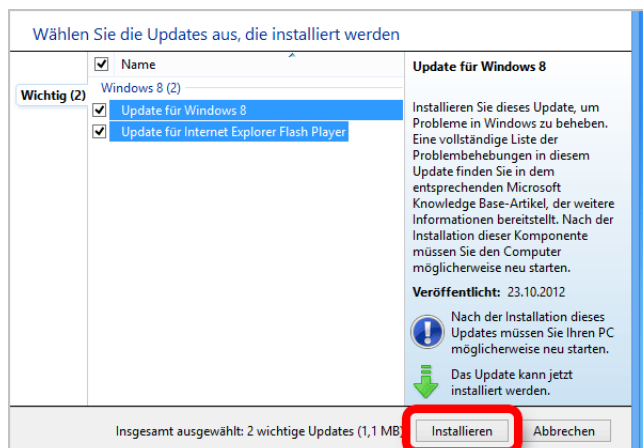 Wählen Sie die Updates aus, die installiert werden
Name
Wichtig (2)
Windows 8 (2)
Update für Windows 8
Update für Internet Explorer Flash Player
Update für Windows 8
Installieren Sie dieses Update, um
Probleme in Windows zu beheben.
Eine vollständige Liste der
Problembehebungen in diesem
Update finden Sie in dem
entsprechenden Microsoft
Knowledge Base-Artikel, der weitere
Informationen bereitstellt. Nach der
Installation dieser Komponente
müssen Sie den Computer
möglicherweise neu starten.
Veröffentlicht: 23.10.2012
Nach der Installation dieses
Updates müssen Sie Ihren PC
möglicherweise neu starten.
Das Update kann jetzt
installiert werden.
Insgesamt ausgewählt: 2 wichtige Updates (1,1 MB)
Installieren
Abbrechen